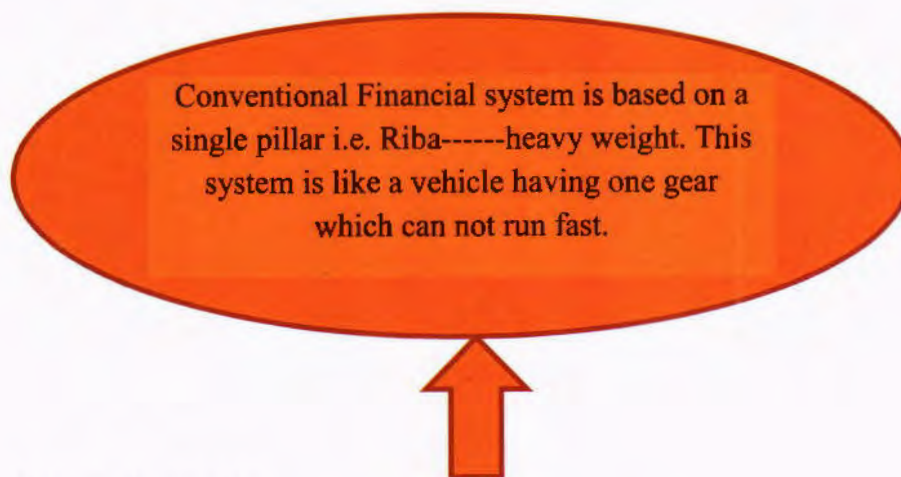 Conventional Financial system is based on a
single pillar i.e. Riba------heavy weight. This
system is like a vehicle having one gear
which can not run fast.